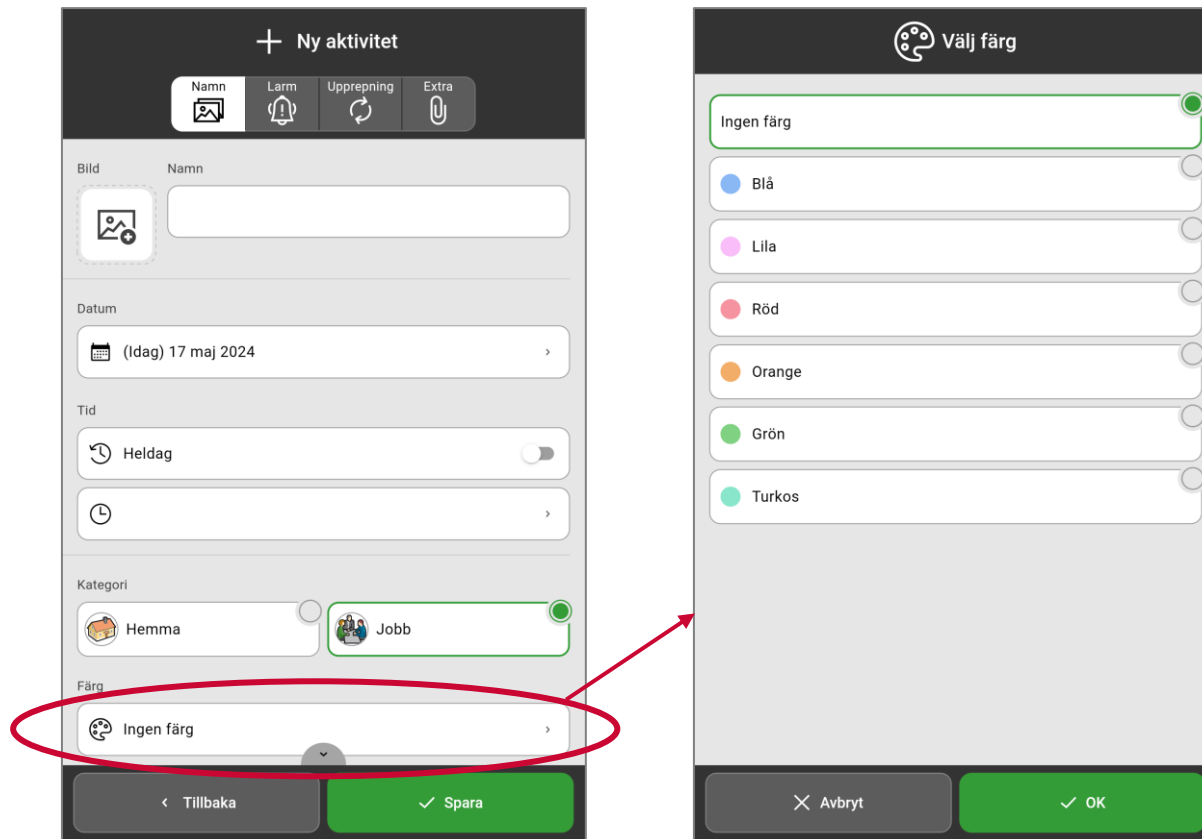 Ny aktivitet
Namn
Larm
Upprepning
Extra
Bild
Namn
Datum
(Idag) 17 maj 2024
Tid
Heldag
Kategori
Hemma
Jobb
Färg
Ingen färg
Tillbaka
Spara
Välj färg
Ingen färg
Blå
Lila
Röd
Orange
Grön
Turkos
Avbryt
OK